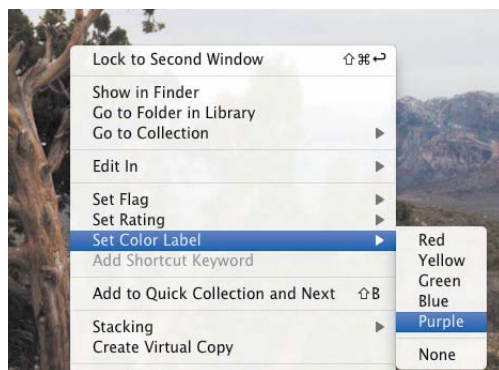 Lock to Second Window ⇧⌘↩
Show in Finder
Go to Folder in Library
Go to Collection ▶
Edit In ▶
Set Flag ▶
Set Rating ▶
Set Color Label ▶
Add Shortcut Keyword
Add to Quick Collection and Next ⇧B
Stacking ▶
Create Virtual Copy
Red
Yellow
Green
Blue
Purple
None